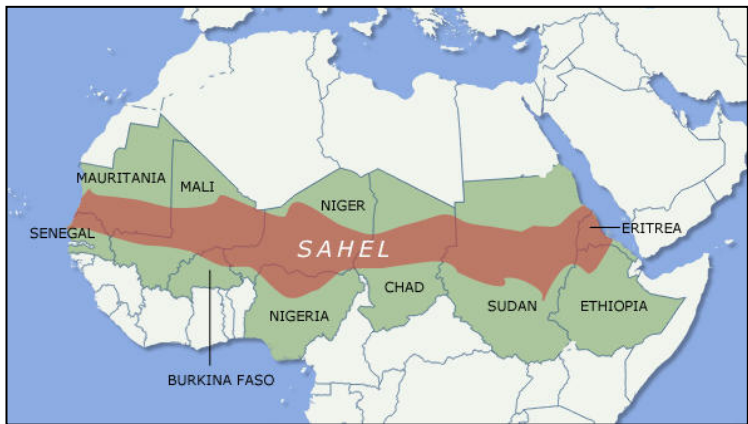 MAURITANIA
MALI
NIGER
SENEGAL
ERITREA
SAHEL
CHAD
SUDAN
ETHIOPIA
NIGERIA
BURKINA FASO